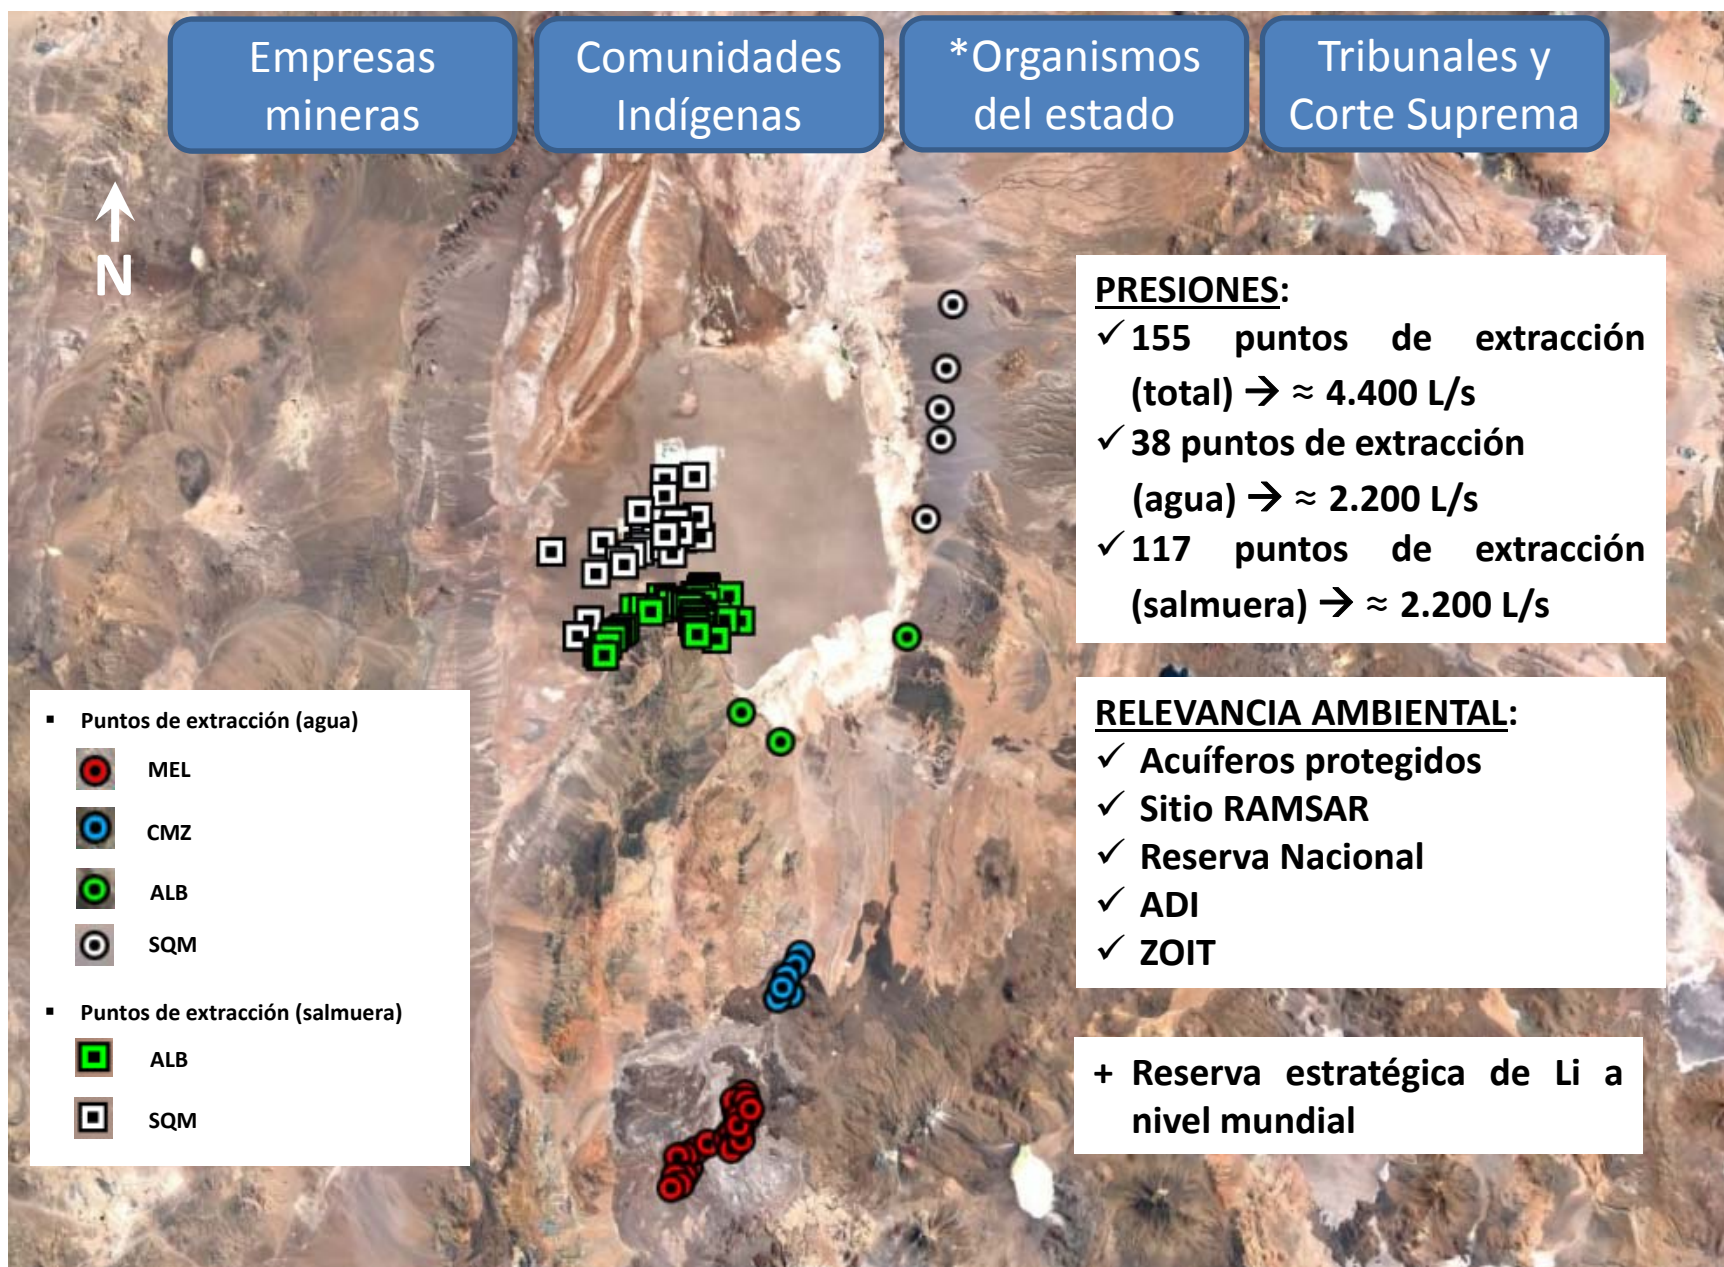 Empresas
mineras
Comunidades
Indígenas
*Organismos
del estado
Tribunales y
Corte Suprema
N
PRESIONES:
✓ 155 puntos de extracción
(total) → ≈ 4.400 L/s
✓ 38 puntos de extracción
(agua) → ≈ 2.200 L/s
✓ 117 puntos de extracción
(salmuera) → ≈ 2.200 L/s
▪ Puntos de extracción (agua)
MEL
CMZ
ALB
SQM
▪ Puntos de extracción (salmuera)
ALB
SQM
RELEVANCIA AMBIENTAL:
✓ Acuíferos protegidos
✓ Sitio RAMSAR
✓ Reserva Nacional
✓ ADI
✓ ZOIT
+ Reserva estratégica de Li a
nivel mundial